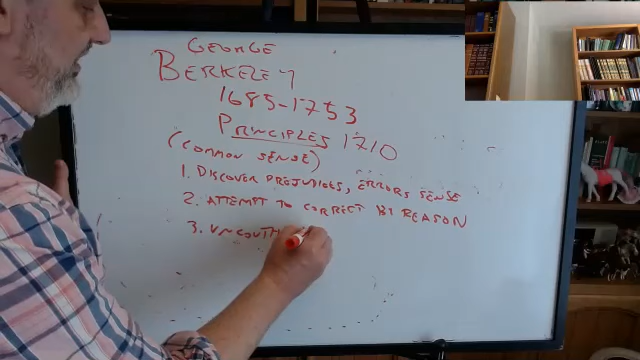 GEORGE
BERKELEY
1685-1753
PRINCIPLES 1710
(COMMON SENSE)
1. DISCOVER PREJUDICES, ERRORS SENSE
2. ATTEMPT TO CORRECT BY REASON
3. UNCOUTH